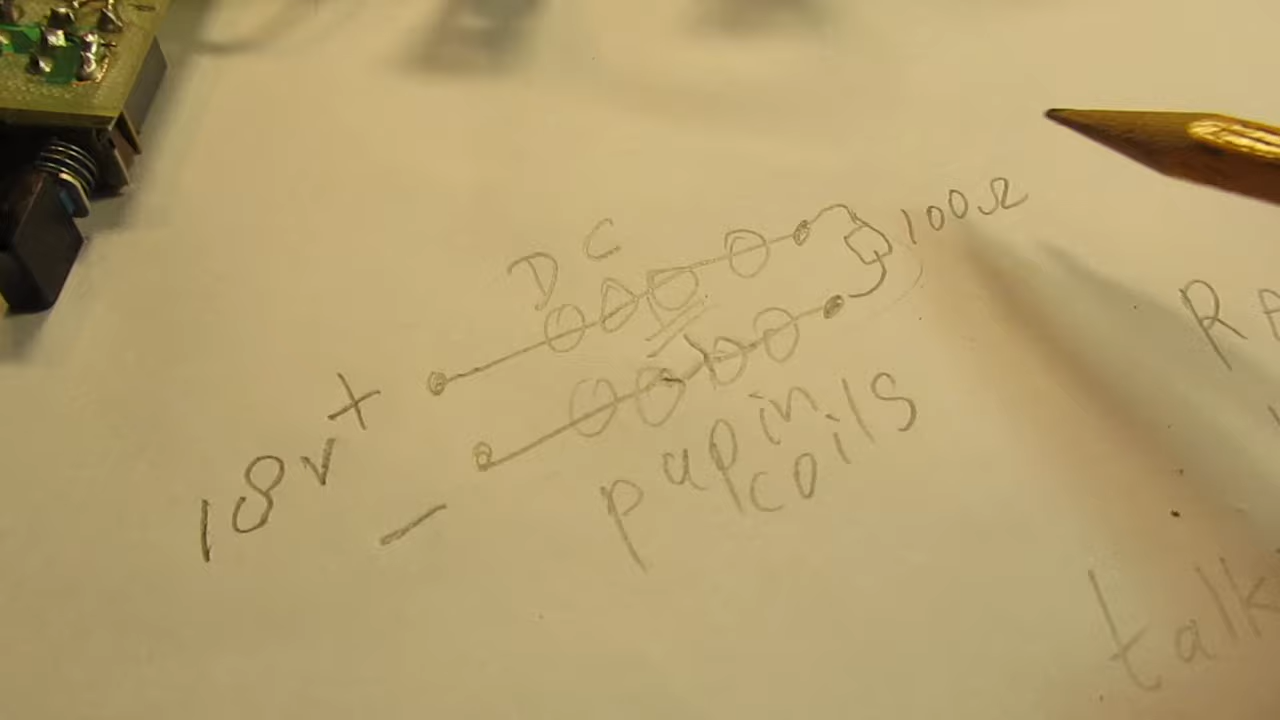 DC
100Ω
18v +
−
pupin
coils